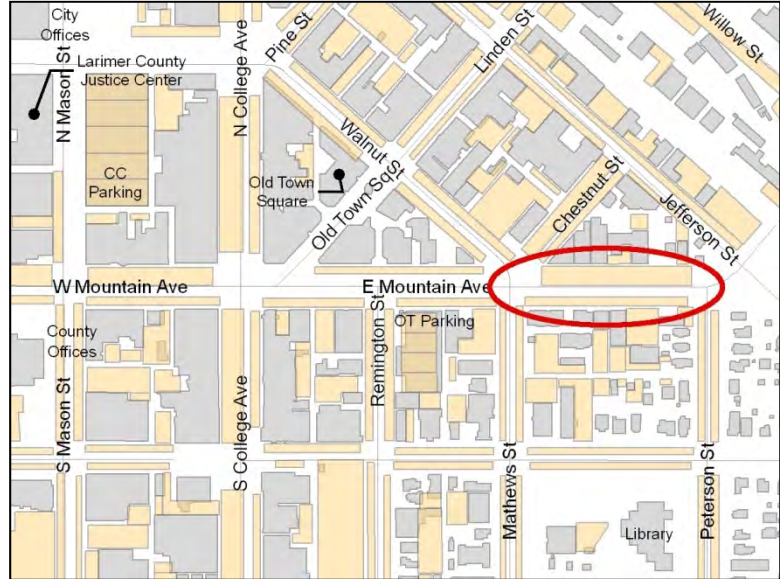 City
Offices
Larimer County
Justice Center
N Mason St
N College Ave
Pine St
Linden St
Willow St
CC
Parking
Walnut St
Old Town
Square
Old Town Sq
Chestnut St
Jefferson St
W Mountain Ave
E Mountain Ave
County
Offices
OT Parking
Remington St
S Mason St
S College Ave
Mathews St
Peterson St
Library